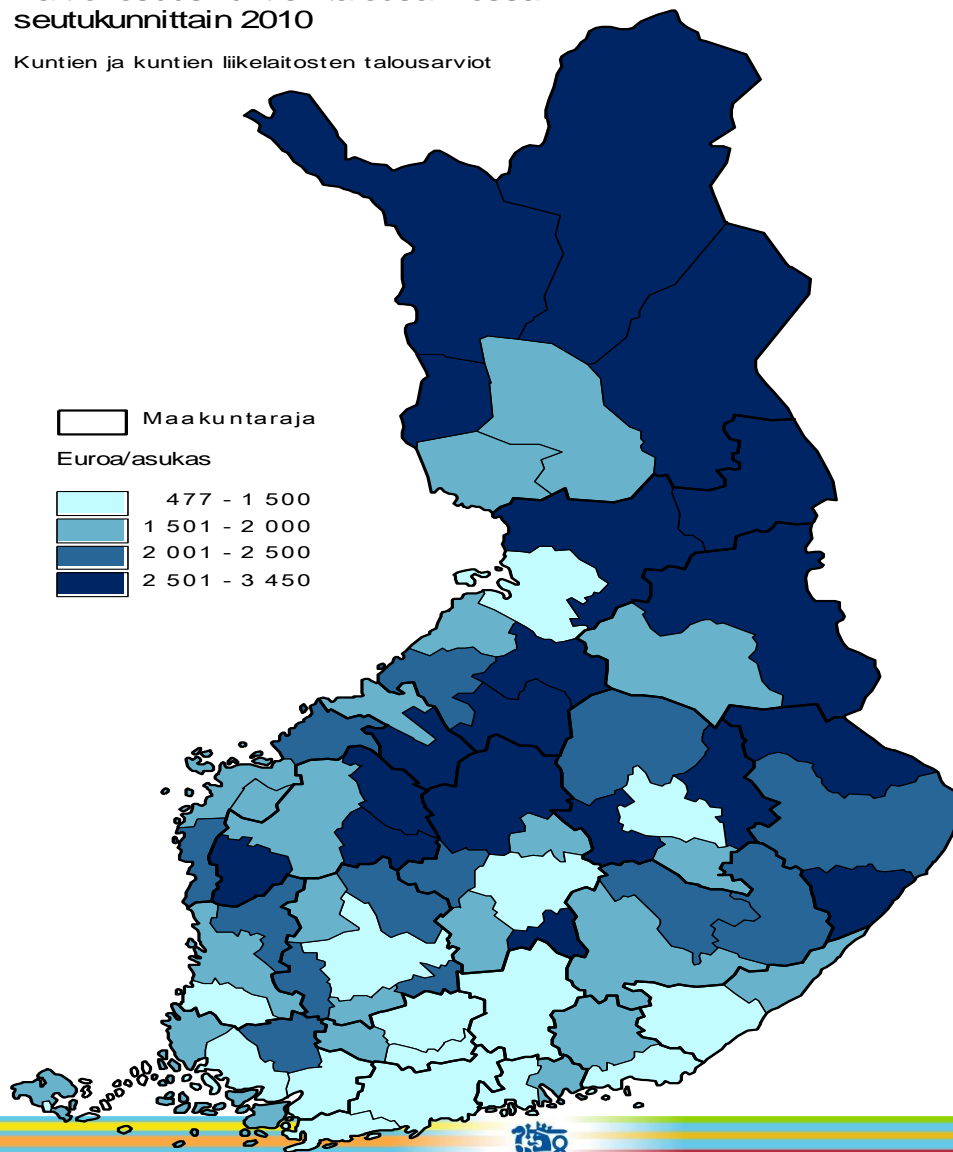 seutukunnittain 2010
Kuntien ja kuntien liikelaitosten talousarviot
Maakuntaraja
Euroa/asukas
477 - 1 500
1 501 - 2 000
2 001 - 2 500
2 501 - 3 450